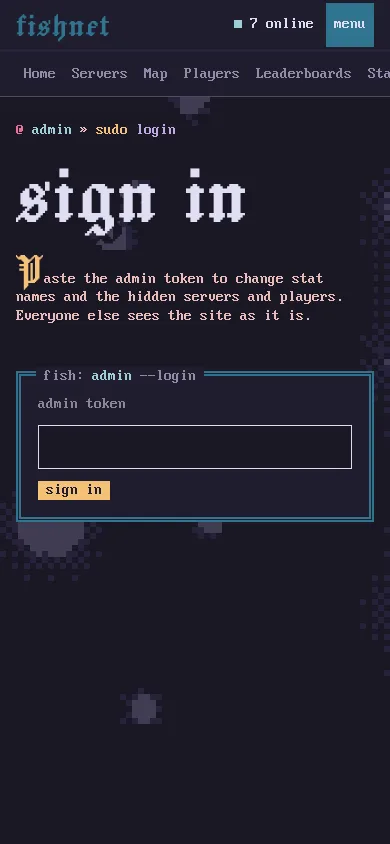 fishnet
7 online
menu
Home Servers Map Players Leaderboards Sta
@ admin » sudo login
sign in
Paste the admin token to change stat
names and the hidden servers and players.
Everyone else sees the site as it is.
fish: admin --login
admin token
sign in